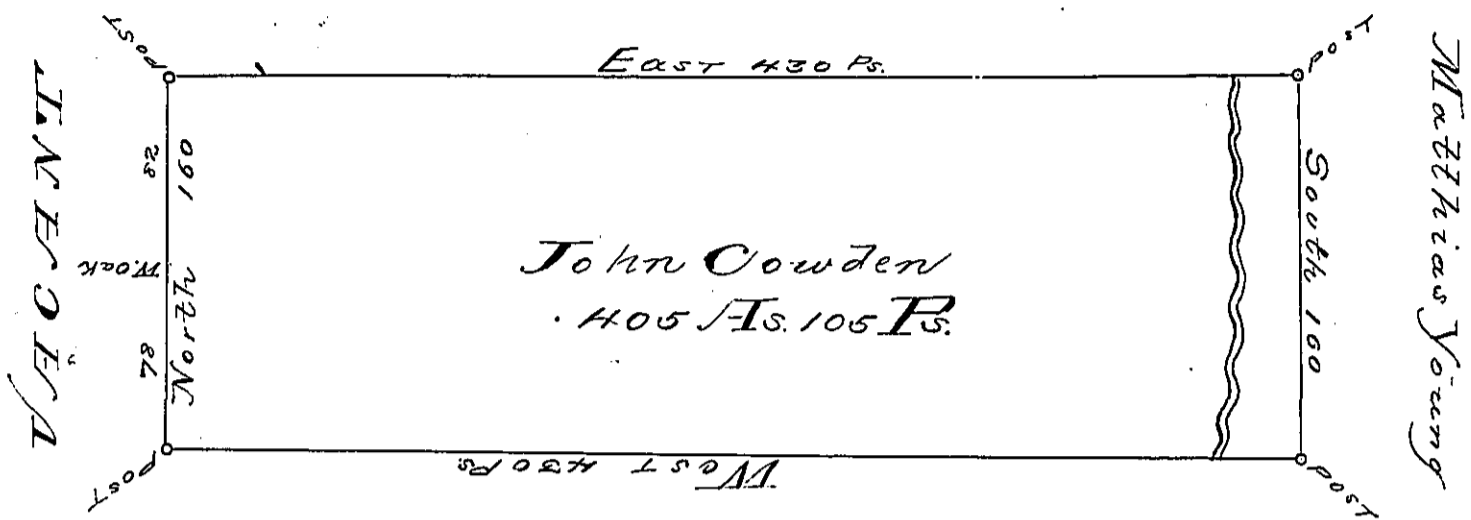 Post
East 430 Ps.
Post
Matthias Young
South 160
Post
West 430 Ps
Post
VACENT
North 160
82
W. oak
78
John Cowden
405 As. 105 Ps.